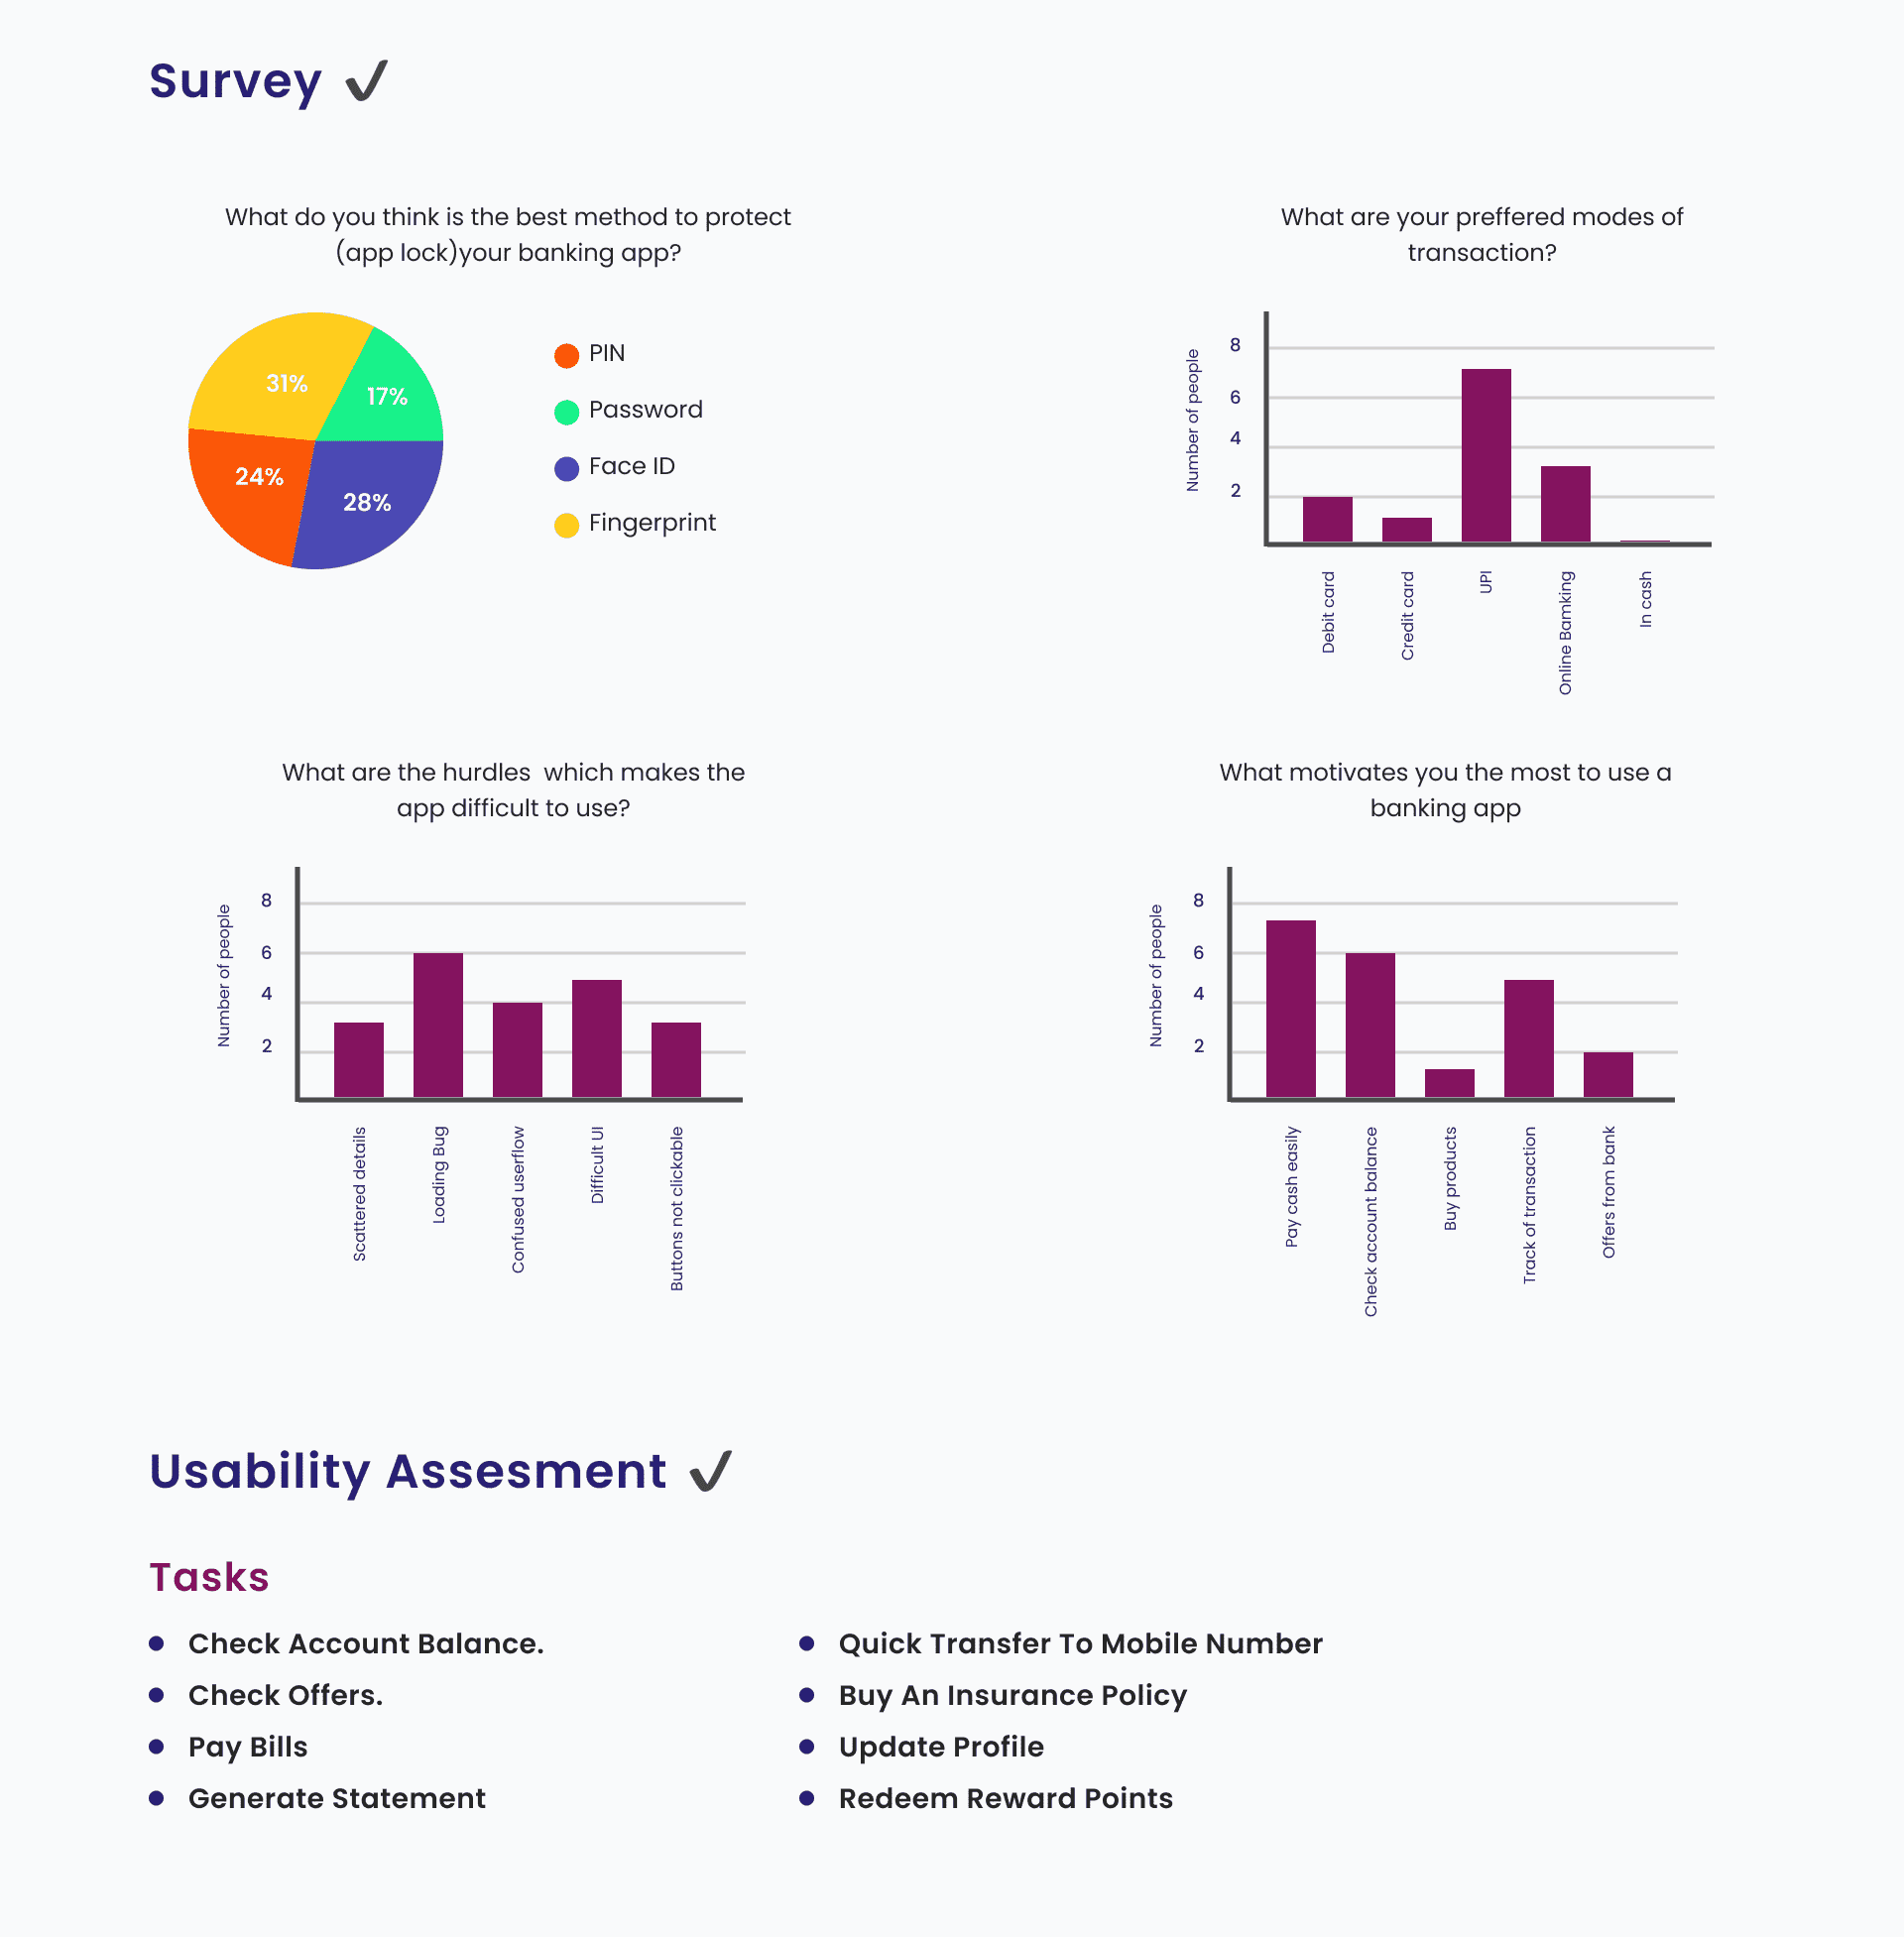 Survey ✓
What do you think is the best method to protect
(app lock)your banking app?
31%
17%
24%
28%
PIN
Password
Face ID
Fingerprint
What are your preffered modes of
transaction?
Number of people
8
6
4
2
Debit card
Credit card
UPI
Online Bamking
In cash
What are the hurdles  which makes the
app difficult to use?
Number of people
8
6
4
2
Scattered details
Loading Bug
Confused userflow
Difficult UI
Buttons not clickable
What motivates you the most to use a
banking app
Number of people
8
6
4
2
Pay cash easily
Check account balance
Buy products
Track of transaction
Offers from bank
Usability Assesment ✓
Tasks
• Check Account Balance.
• Check Offers.
• Pay Bills
• Generate Statement
• Quick Transfer To Mobile Number
• Buy An Insurance Policy
• Update Profile
• Redeem Reward Points